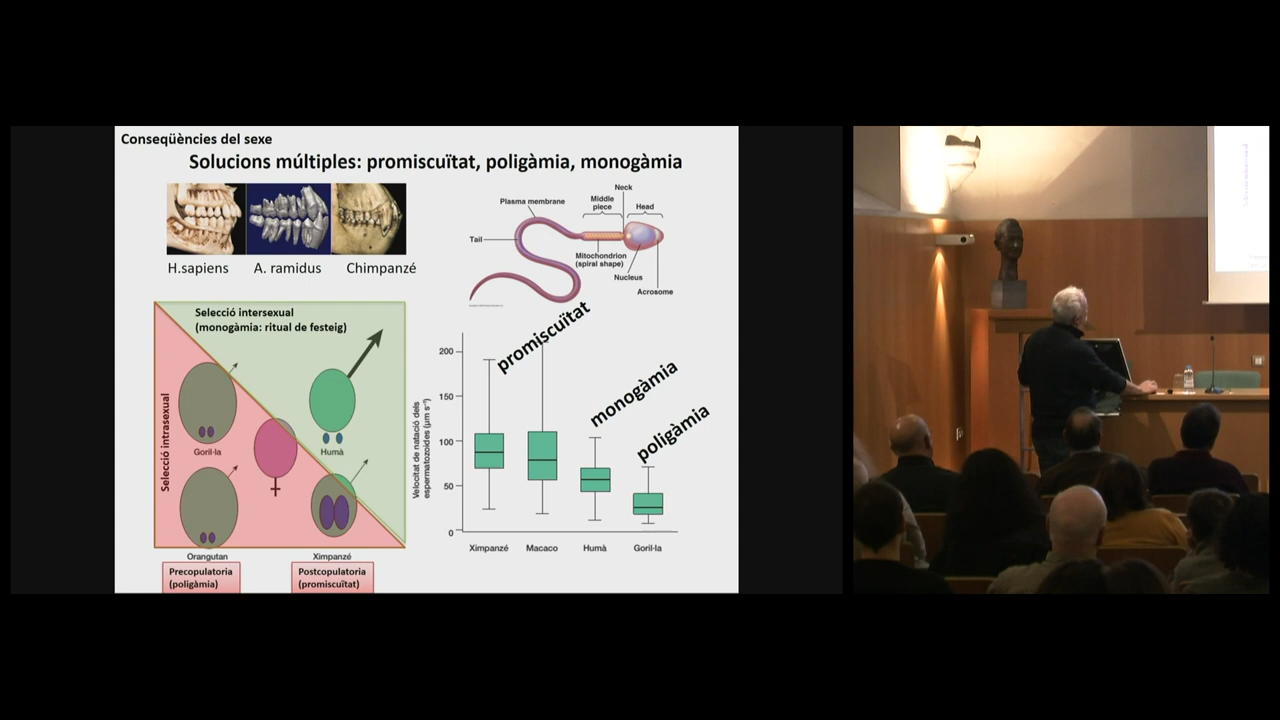 Conseqüències del sexe
Solucions múltiples: promiscuïtat, poligàmia, monogàmia
H.sapiens
A. ramidus
Chimpanzé
Neck
Middle
piece
Head
Plasma membrane
Tail
Mitochondrion
(spiral shape)
Nucleus
Acrosome
Selecció intersexual
(monogàmia: ritual de festeig)
Selecció intrasexual
Goril·la
Humà
Orangutan
Ximpanzé
Precopulatoria
(poligàmia)
Postcopulatoria
(promiscuïtat)
promiscuïtat
monogàmia
poligàmia
Velocitat de natació dels
espermatozoides (µm s⁻¹)
200
150
100
50
0
Ximpanzé
Macaco
Humà
Goril·la